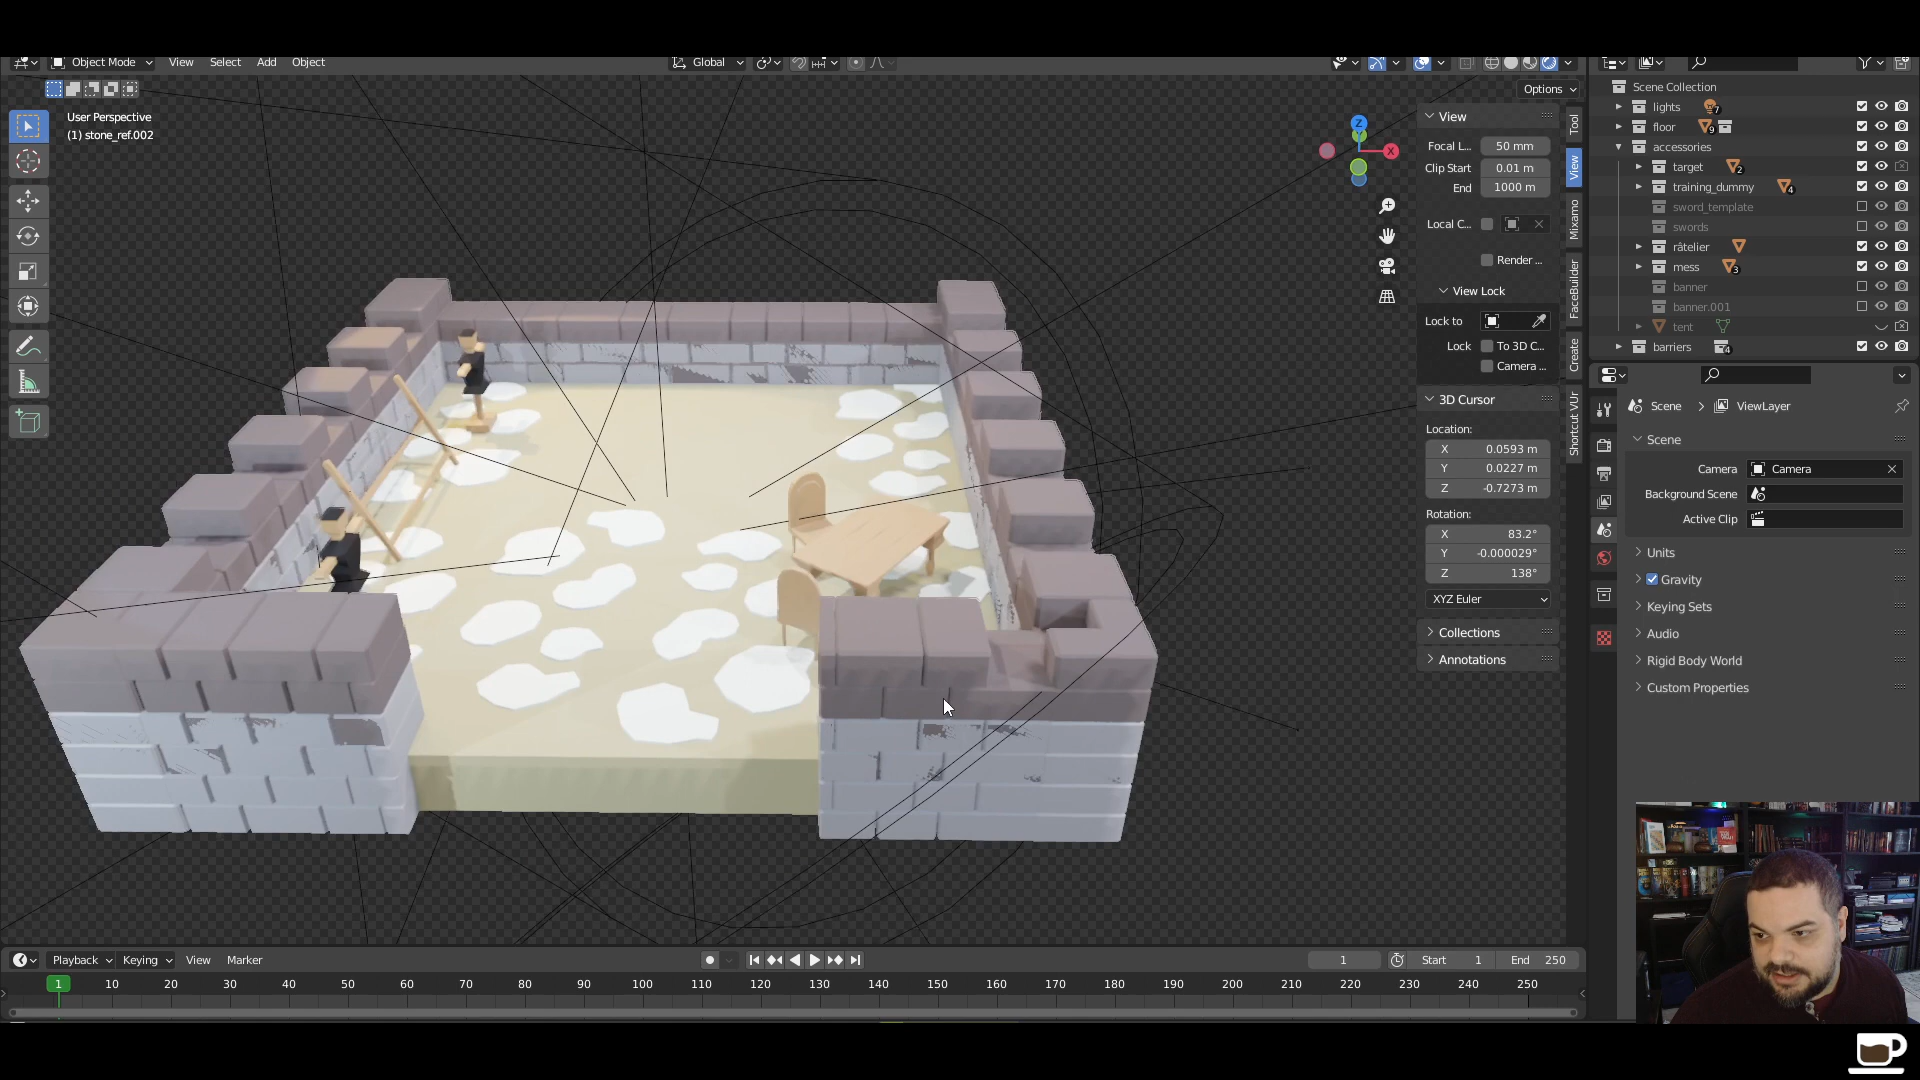 Object Mode
View
Select
Add
Object
Global
Options
User Perspective
(1) stone_ref.002
Z
X
View
Focal L...
50 mm
Clip Start
0.01 m
End
1000 m
Local C...
Render ...
View Lock
Lock to
Lock
To 3D C...
Camera ...
3D Cursor
Location:
X
0.0593 m
Y
0.0227 m
Z
-0.7273 m
Rotation:
X
83.2°
Y
-0.000029°
Z
138°
XYZ Euler
Collections
Annotations
Tool
View
Mixamo
FaceBuilder
Create
Shortcut VUr
Scene Collection
lights
7
floor
9
accessories
target
2
training_dummy
4
sword_template
swords
râtelier
mess
3
banner
banner.001
tent
barriers
4
Scene
ViewLayer
Scene
Camera
Camera
Background Scene
Active Clip
Units
Gravity
Keying Sets
Audio
Rigid Body World
Custom Properties
Playback
Keying
View
Marker
1
Start
1
End
250
1
10
20
30
40
50
60
70
80
90
100
110
120
130
140
150
160
170
180
190
200
210
220
230
240
250